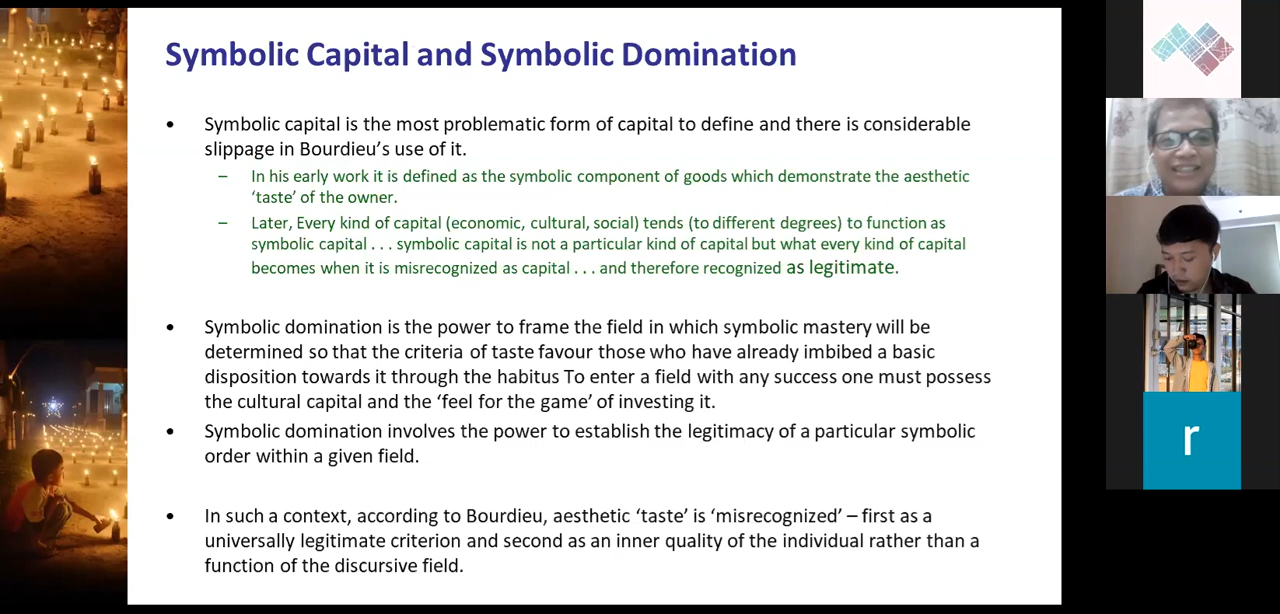 Symbolic Capital and Symbolic Domination
• Symbolic capital is the most problematic form of capital to define and there is considerable
slippage in Bourdieu's use of it.
– In his early work it is defined as the symbolic component of goods which demonstrate the aesthetic
'taste' of the owner.
– Later, Every kind of capital (economic, cultural, social) tends (to different degrees) to function as
symbolic capital . . . symbolic capital is not a particular kind of capital but what every kind of capital
becomes when it is misrecognized as capital . . . and therefore recognized as legitimate.
• Symbolic domination is the power to frame the field in which symbolic mastery will be
determined so that the criteria of taste favour those who have already imbibed a basic
disposition towards it through the habitus To enter a field with any success one must possess
the cultural capital and the 'feel for the game' of investing it.
• Symbolic domination involves the power to establish the legitimacy of a particular symbolic
order within a given field.
• In such a context, according to Bourdieu, aesthetic 'taste' is 'misrecognized' – first as a
universally legitimate criterion and second as an inner quality of the individual rather than a
function of the discursive field.
r